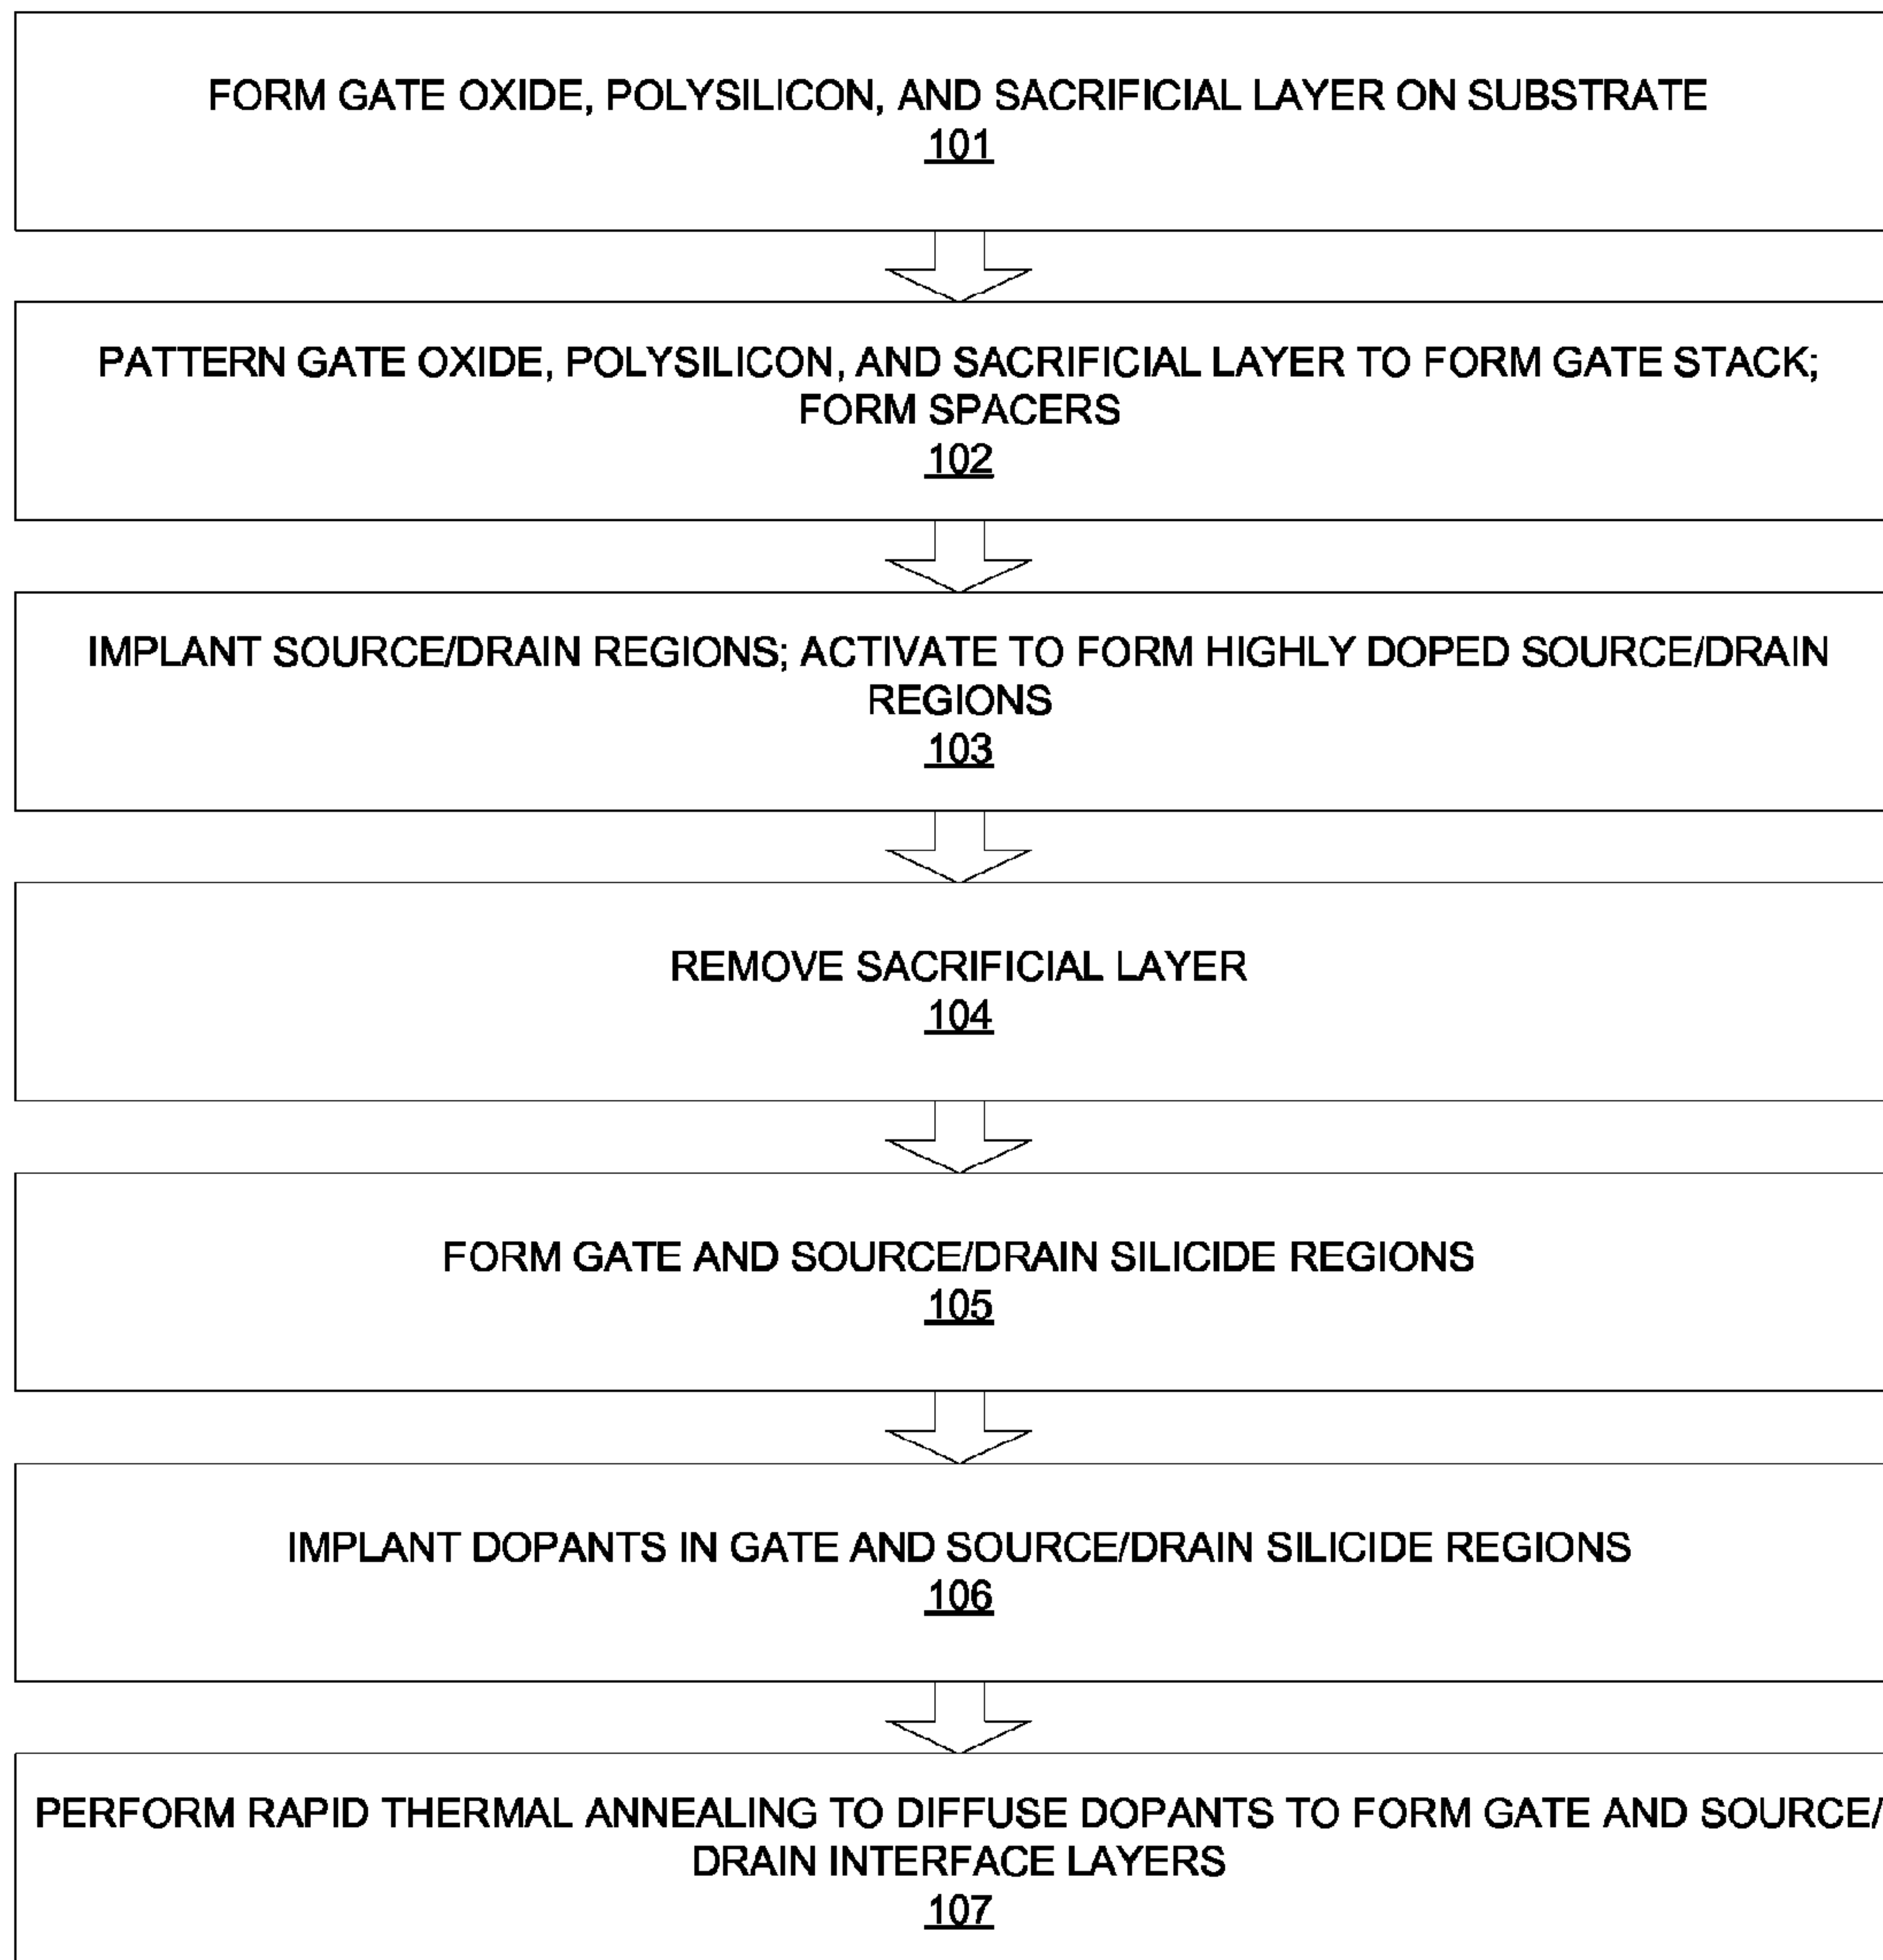 FORM GATE OXIDE, POLYSILICON, AND SACRIFICIAL LAYER ON SUBSTRATE
101
PATTERN GATE OXIDE, POLYSILICON, AND SACRIFICIAL LAYER TO FORM GATE STACK;
FORM SPACERS
102
IMPLANT SOURCE/DRAIN REGIONS; ACTIVATE TO FORM HIGHLY DOPED SOURCE/DRAIN
REGIONS
103
REMOVE SACRIFICIAL LAYER
104
FORM GATE AND SOURCE/DRAIN SILICIDE REGIONS
105
IMPLANT DOPANTS IN GATE AND SOURCE/DRAIN SILICIDE REGIONS
106
PERFORM RAPID THERMAL ANNEALING TO DIFFUSE DOPANTS TO FORM GATE AND SOURCE/
DRAIN INTERFACE LAYERS
107